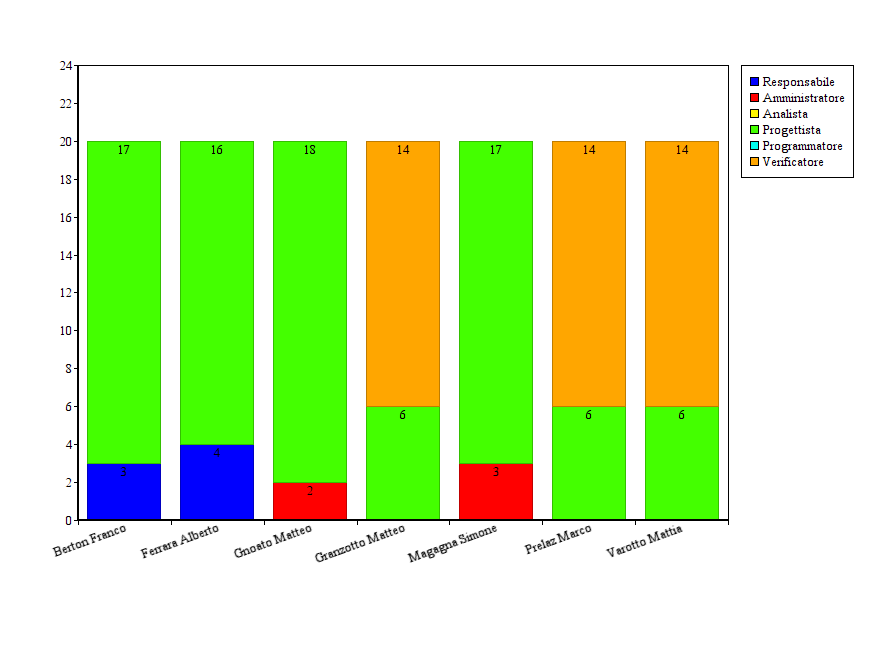 24
22
20
18
16
14
12
10
8
6
4
2
0
17
16
18
14
17
14
14
3
4
2
6
3
6
6
Berton Franco
Ferrara Alberto
Gnoato Matteo
Granzotto Matteo
Magagna Simone
Prelaz Marco
Varotto Mattia
Responsabile
Amministratore
Analista
Progettista
Programmatore
Verificatore